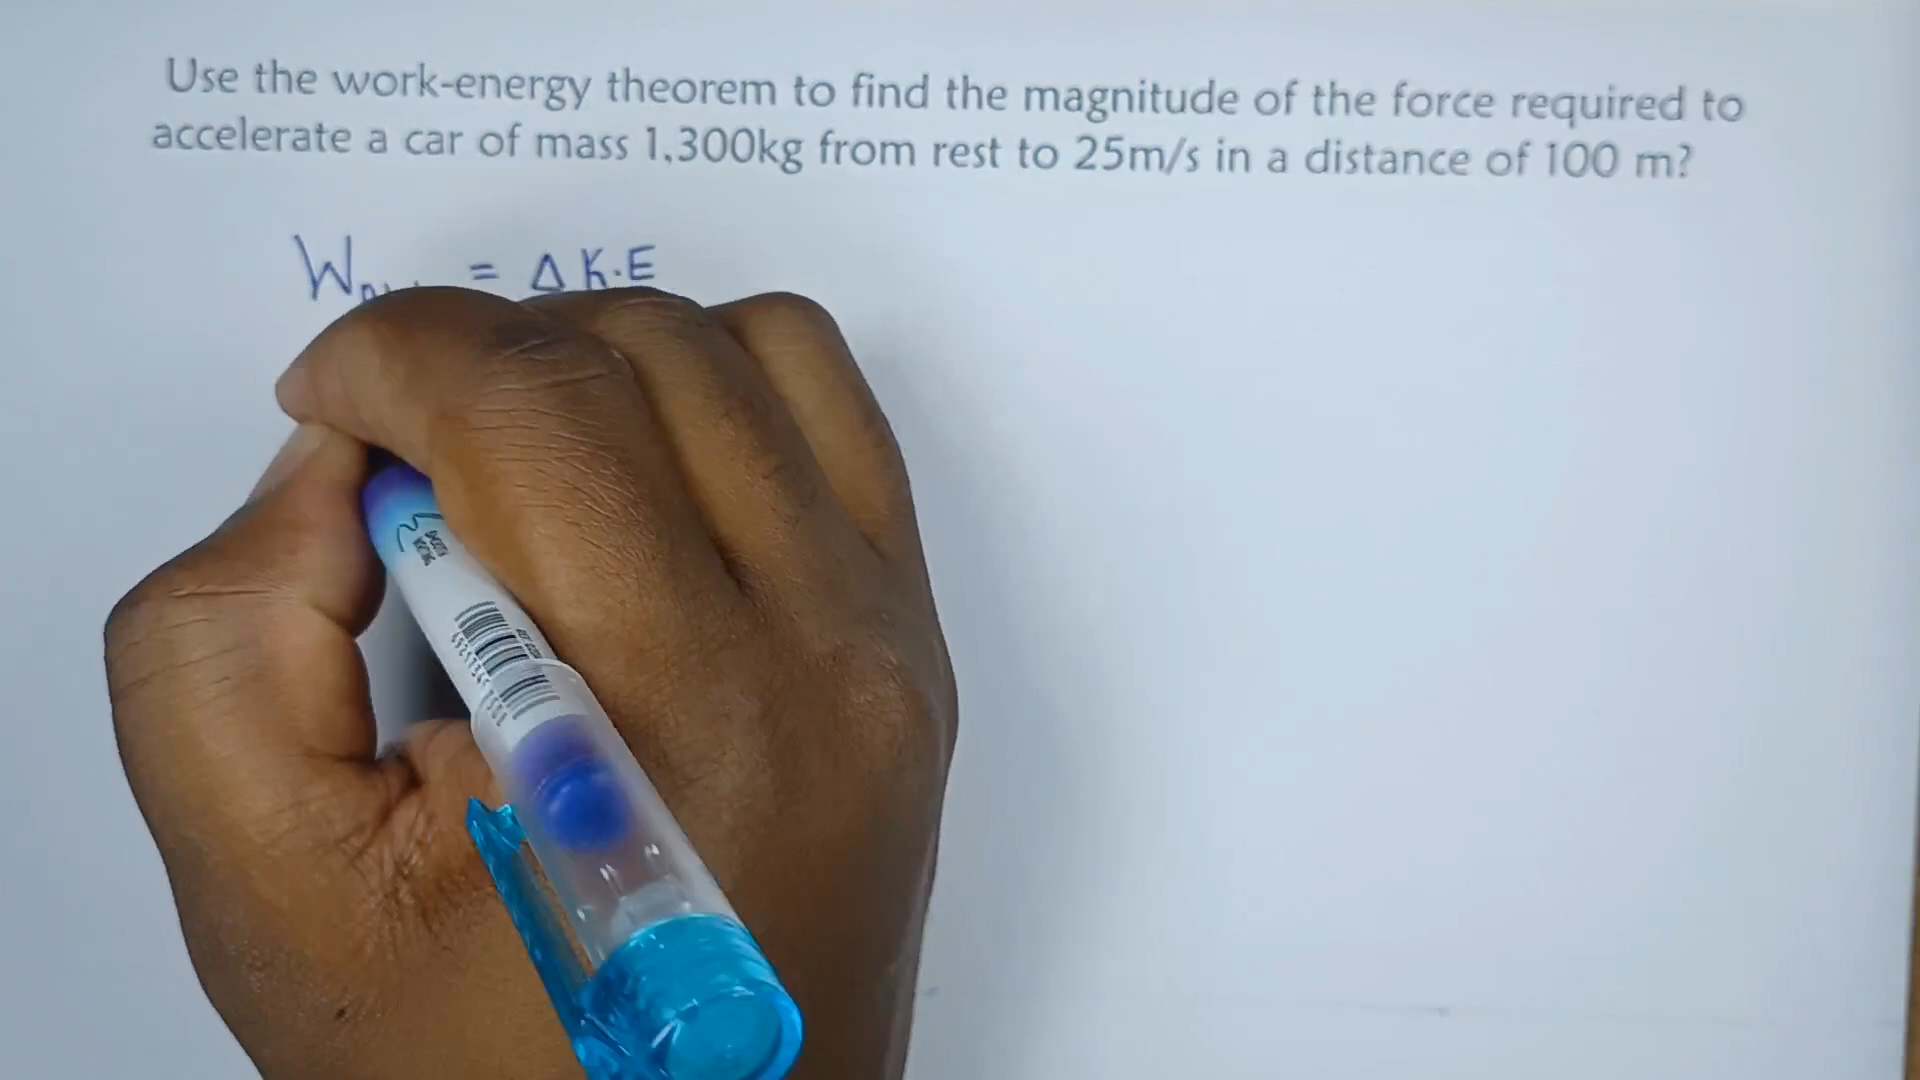 Use the work-energy theorem to find the magnitude of the force required to
accelerate a car of mass 1,300kg from rest to 25m/s in a distance of 100 m?
= Δ K.E